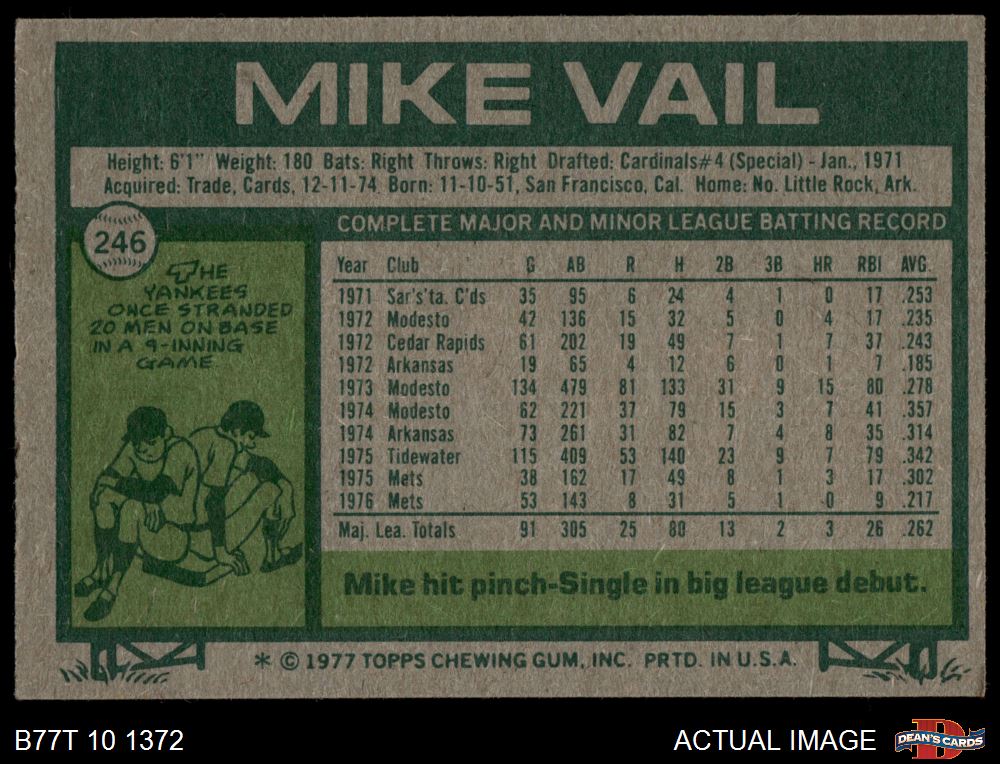 MIKE VAIL
Height: 6'1" Weight: 180 Bats: Right Throws: Right Drafted: Cardinals#4 (Special) - Jan., 1971
Acquired: Trade, Cards, 12-11-74 Born: 11-10-51, San Francisco, Cal. Home: No. Little Rock, Ark.
246
THE
YANKEES
ONCE STRANDED
20 MEN ON BASE
IN A 9-INNING
GAME
COMPLETE MAJOR AND MINOR LEAGUE BATTING RECORD
Year Club G AB R H 2B 3B HR RBI AVG.
1971 Sar's'ta. C'ds 35 95 6 24 4 1 0 17 .253
1972 Modesto 42 136 15 32 5 0 4 17 .235
1972 Cedar Rapids 61 202 19 49 7 1 7 37 .243
1972 Arkansas 19 65 4 12 6 0 1 7 .185
1973 Modesto 134 479 81 133 31 9 15 80 .278
1974 Modesto 62 221 37 79 15 3 7 41 .357
1974 Arkansas 73 261 31 82 7 4 8 35 .314
1975 Tidewater 115 409 53 140 23 9 7 79 .342
1975 Mets 38 162 17 49 8 1 3 17 .302
1976 Mets 53 143 8 31 5 1 0 9 .217
Maj. Lea. Totals 91 305 25 80 13 2 3 26 .262
Mike hit pinch-Single in big league debut.
* © 1977 TOPPS CHEWING GUM, INC. PRTD. IN U.S.A.
B77T 10 1372
ACTUAL IMAGE
D
DEAN'S CARDS